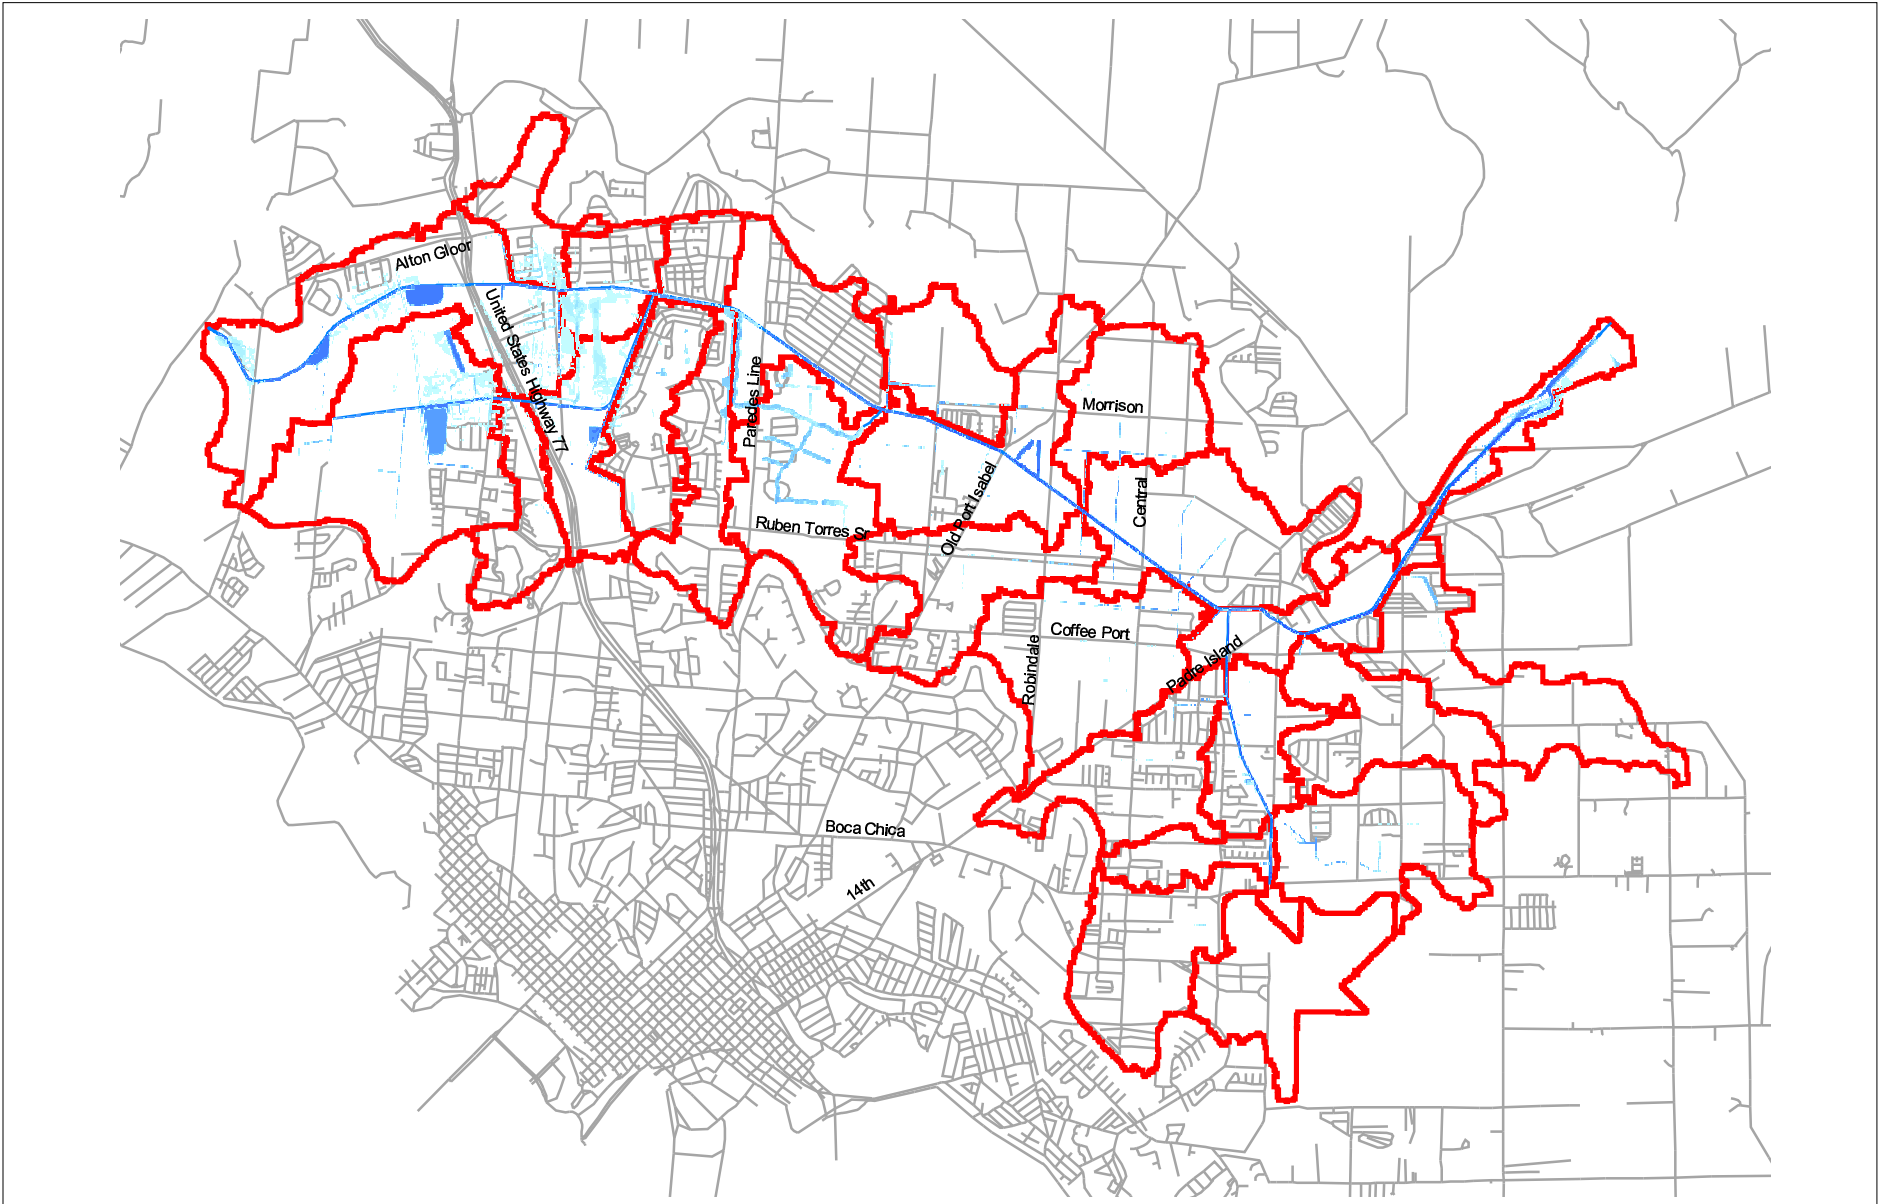 Alton Gloor
United States Highway 77
Paredes Line
Morrison
Central
Old Port Isabel
Ruben Torres S
Coffee Port
Robindale
Padre Island
Boca Chica
14th